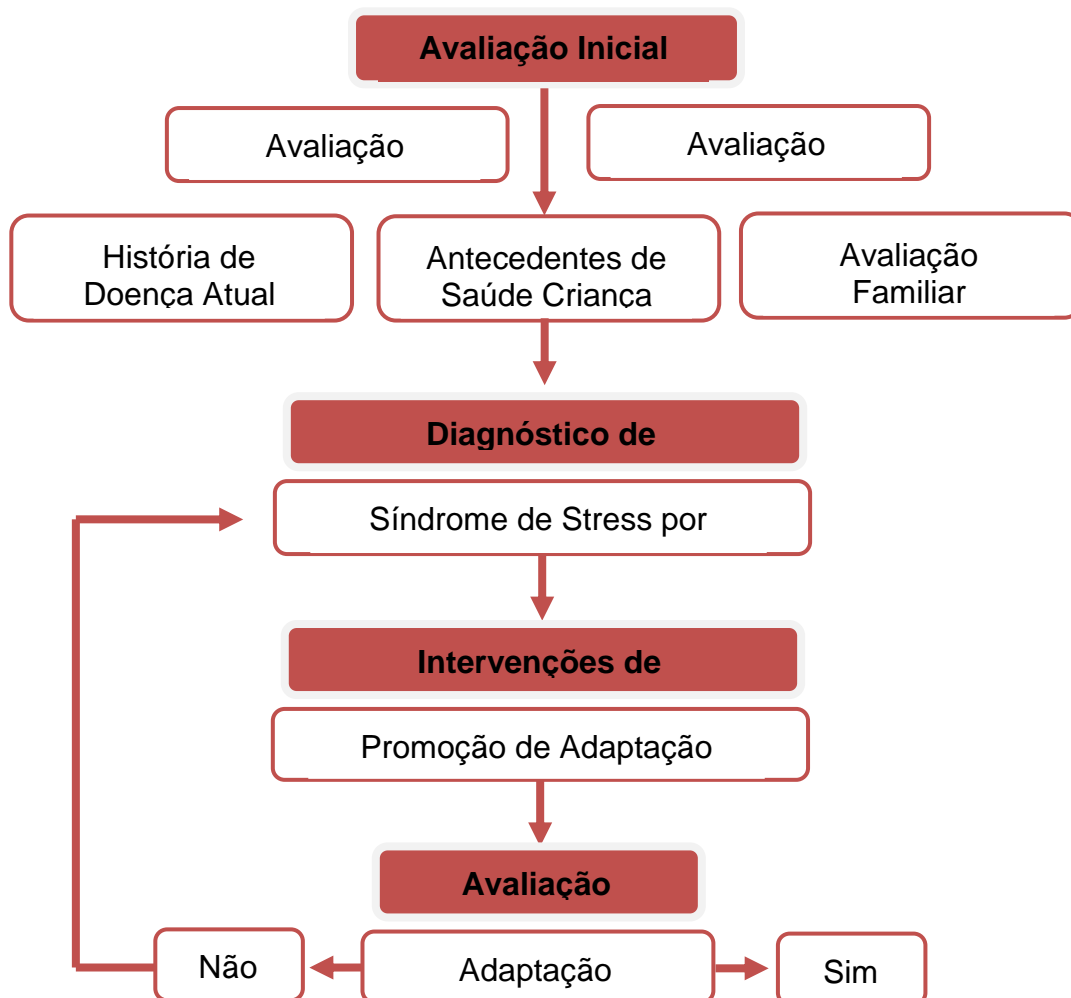 Avaliação Inicial
Avaliação
Avaliação
História de
Doença Atual
Antecedentes de
Saúde Criança
Avaliação
Familiar
Diagnóstico de
Síndrome de Stress por
Intervenções de
Promoção de Adaptação
Avaliação
Não
Adaptação
Sim